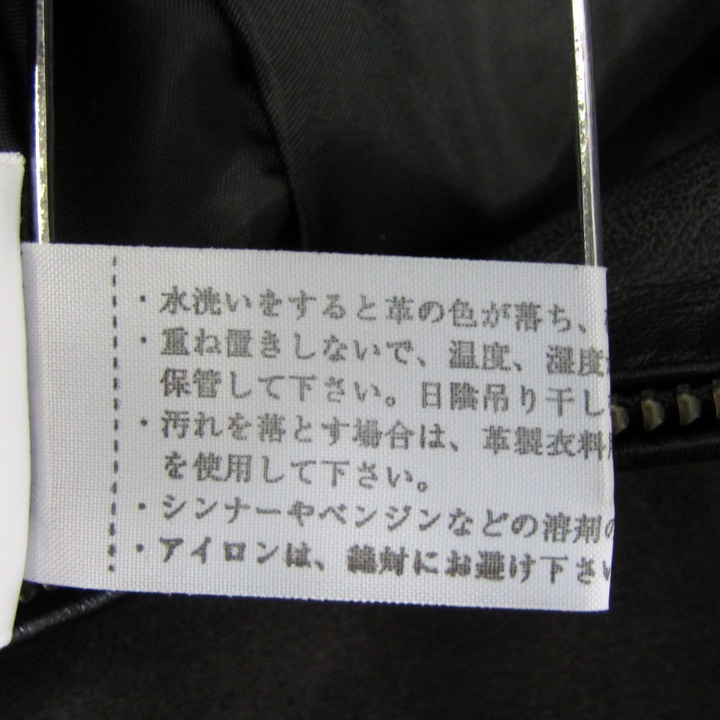 ・水洗いをすると革の色が落ち、
・重ね置きしないで、温度、湿度
保管して下さい。日陰吊り干し
・汚れを落とす場合は、革製衣料
を使用して下さい。
・シンナーやベンジンなどの溶剤の
・アイロンは、絶対にお避け下さい